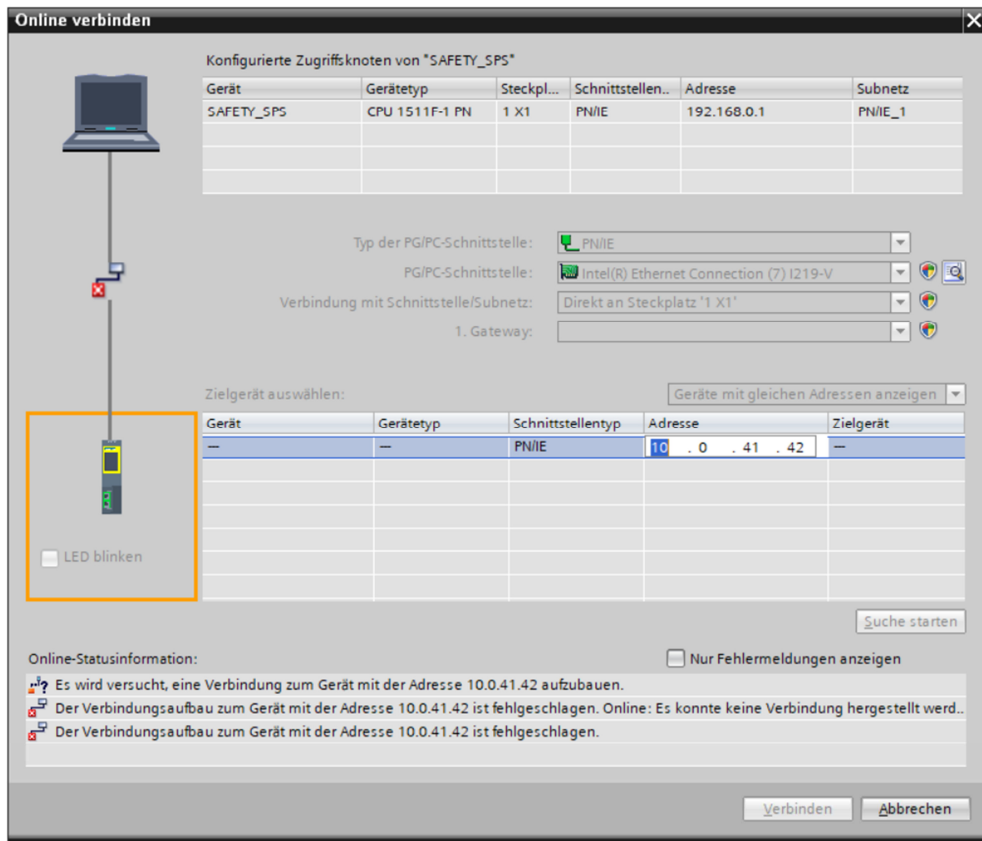 Online verbinden
Konfigurierte Zugriffsknoten von "SAFETY_SPS"
Gerät Gerätetyp Steckpl... Schnittstellen.. Adresse Subnetz
SAFETY_SPS CPU 1511F-1 PN 1 X1 PN/IE 192.168.0.1 PN/IE_1
Typ der PG/PC-Schnittstelle: PN/IE
PG/PC-Schnittstelle: Intel(R) Ethernet Connection (7) I219-V
Verbindung mit Schnittstelle/Subnetz: Direkt an Steckplatz '1 X1'
1. Gateway:
Zielgerät auswählen: Geräte mit gleichen Adressen anzeigen
Gerät Gerätetyp Schnittstellentyp Adresse Zielgerät
— — PN/IE 10 . 0 . 41 . 42 —
LED blinken
Suche starten
Online-Statusinformation: Nur Fehlermeldungen anzeigen
Es wird versucht, eine Verbindung zum Gerät mit der Adresse 10.0.41.42 aufzubauen.
Der Verbindungsaufbau zum Gerät mit der Adresse 10.0.41.42 ist fehlgeschlagen. Online: Es konnte keine Verbindung hergestellt werd..
Der Verbindungsaufbau zum Gerät mit der Adresse 10.0.41.42 ist fehlgeschlagen.
Verbinden Abbrechen